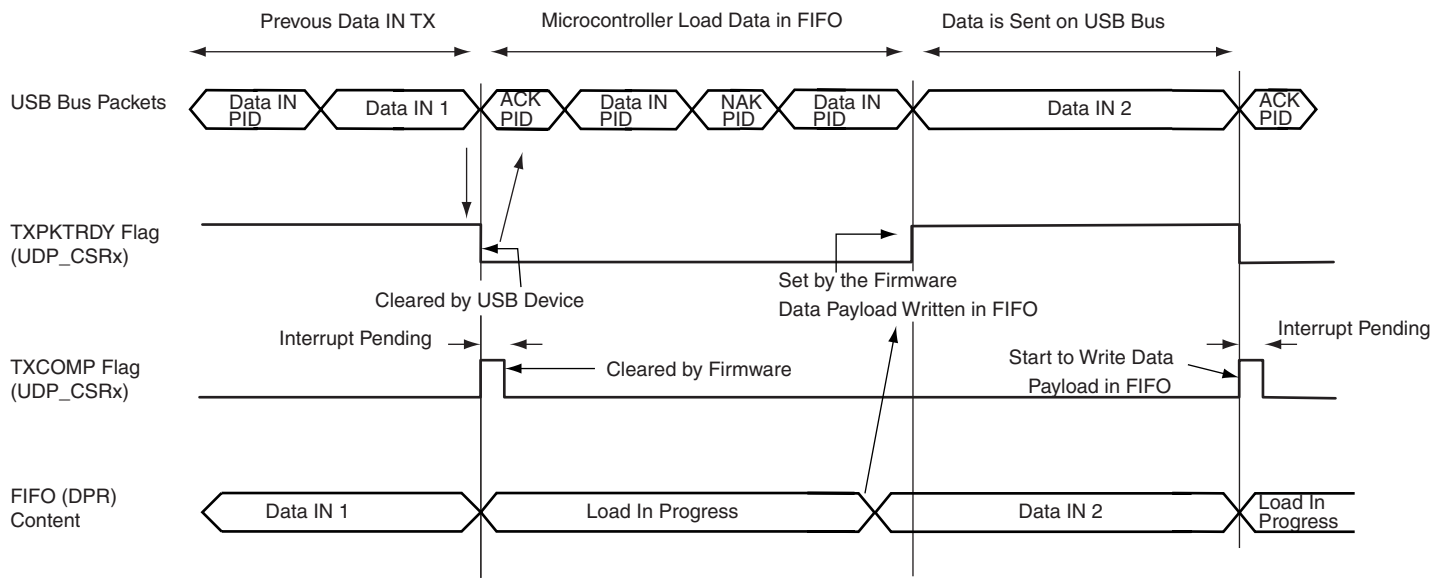 Prevous Data IN TX
Microcontroller Load Data in FIFO
Data is Sent on USB Bus
USB Bus Packets
Data IN
PID
Data IN 1
ACK
PID
Data IN
PID
NAK
PID
Data IN
PID
Data IN 2
ACK
PID
TXPKTRDY Flag
(UDP_CSRx)
Cleared by USB Device
Set by the Firmware
Data Payload Written in FIFO
Interrupt Pending
Interrupt Pending
TXCOMP Flag
(UDP_CSRx)
Cleared by Firmware
Start to Write Data
Payload in FIFO
FIFO (DPR)
Content
Data IN 1
Load In Progress
Data IN 2
Load In
Progress